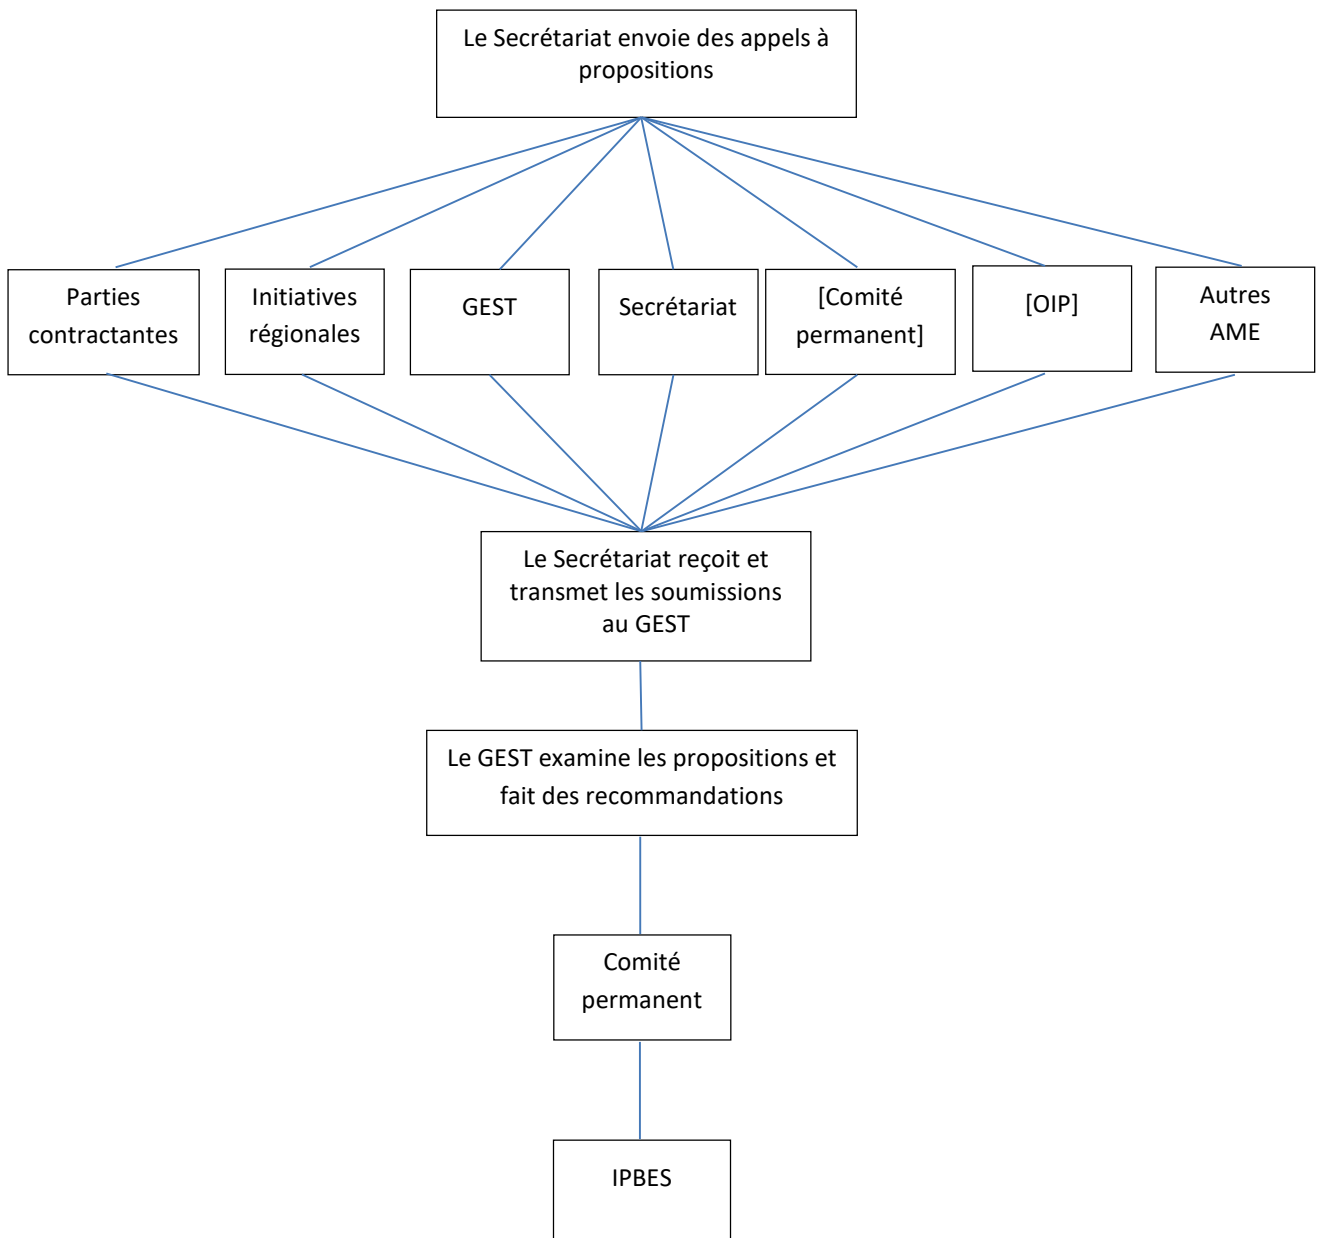 Le Secrétariat envoie des appels à
propositions
Parties
contractantes
Initiatives
régionales
GEST
Secrétariat
[Comité
permanent]
[OIP]
Autres
AME
Le Secrétariat reçoit et
transmet les soumissions
au GEST
Le GEST examine les propositions et
fait des recommandations
Comité
permanent
IPBES